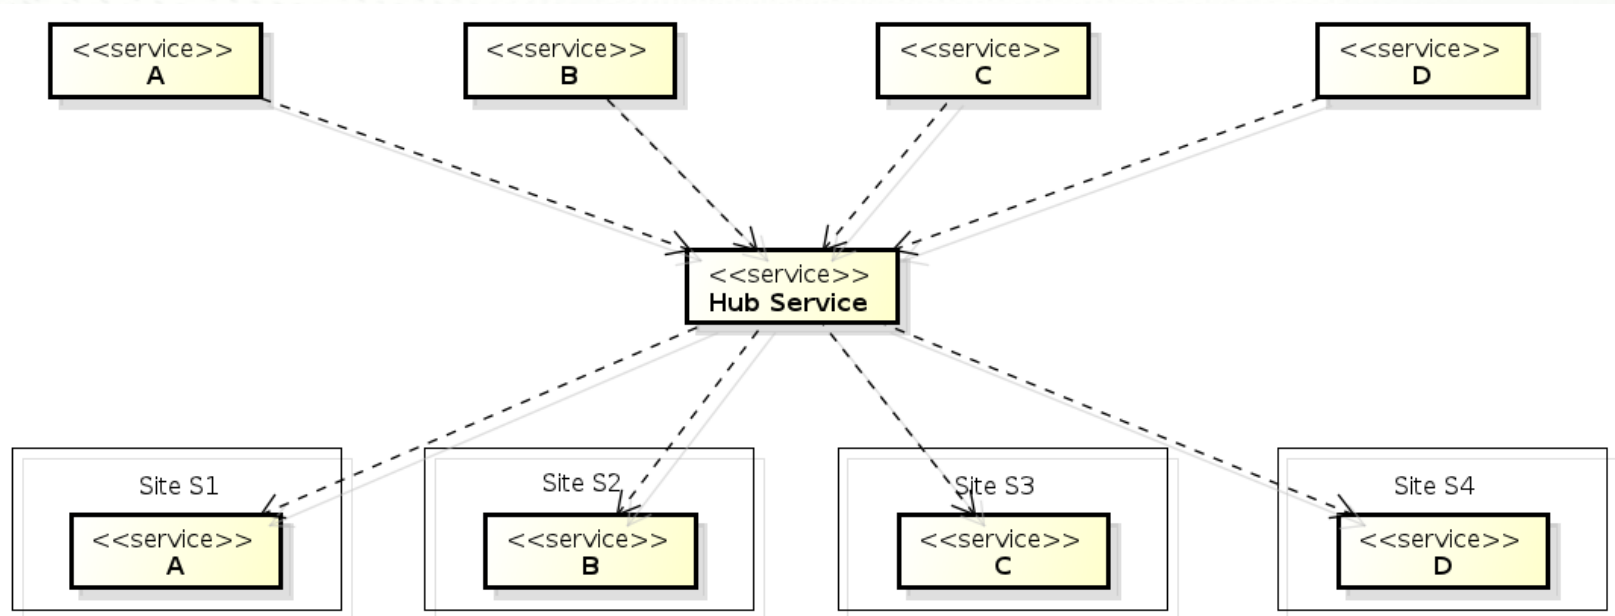 <<service>>
A
<<service>>
B
<<service>>
C
<<service>>
D
<<service>>
Hub Service
Site S1
<<service>>
A
Site S2
<<service>>
B
Site S3
<<service>>
C
Site S4
<<service>>
D